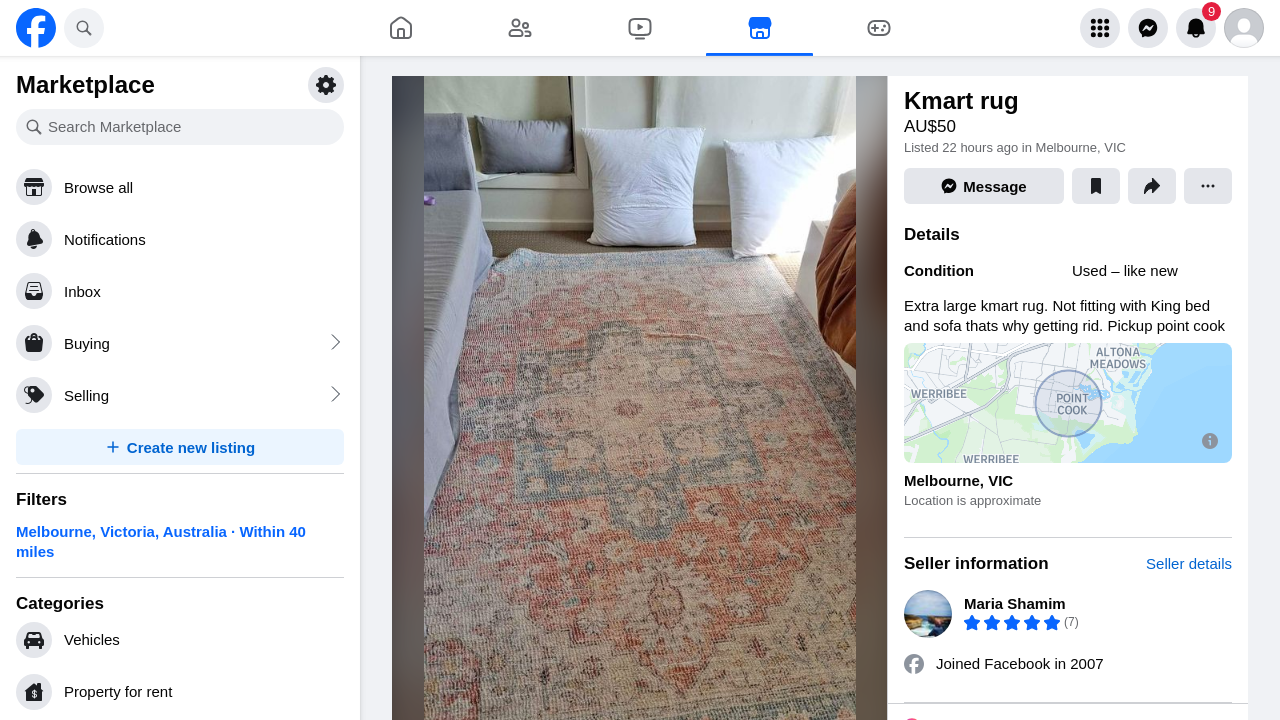 9
Marketplace
Search Marketplace
Browse all
Notifications
Inbox
Buying
Selling
Create new listing
Filters
Melbourne, Victoria, Australia · Within 40
miles
Categories
Vehicles
Property for rent
Kmart rug
AU$50
Listed 22 hours ago in Melbourne, VIC
Message
Details
Condition
Used – like new
Extra large kmart rug. Not fitting with King bed
and sofa thats why getting rid. Pickup point cook
ALTONA
MEADOWS
WERRIBEE
POINT
COOK
WERRIBEE
Melbourne, VIC
Location is approximate
Seller information
Seller details
Maria Shamim
(7)
Joined Facebook in 2007